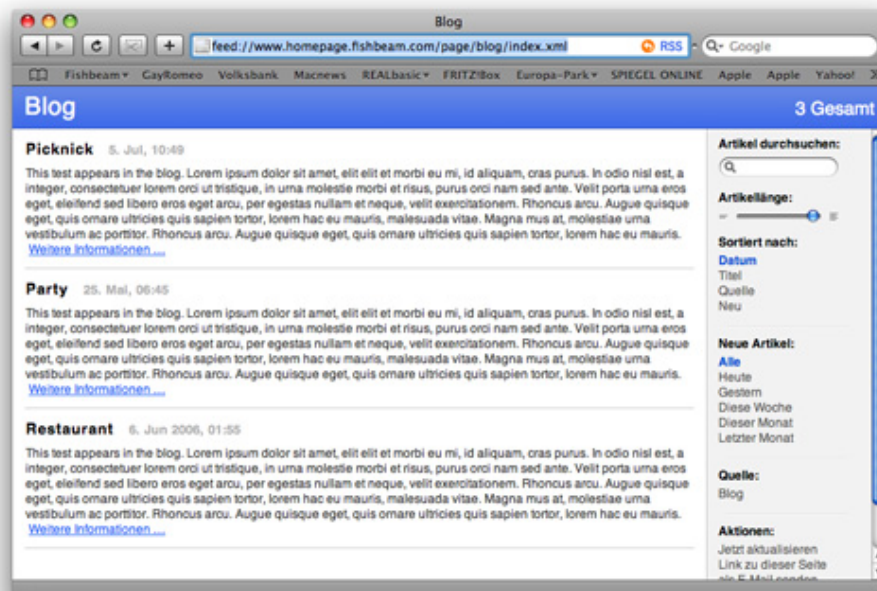 Blog
feed://www.homepage.fishbeam.com/page/blog/index.xml RSS Google
Fishbeam GayRomeo Volksbank Macnews REALbasic FRITZ!Box Europa-Park SPIEGEL ONLINE Apple Apple Yahoo!
Blog 3 Gesamt
Picknick 5. Jul, 10:49
This test appears in the blog. Lorem ipsum dolor sit amet, elit elit et morbi eu mi, id aliquam, cras purus. In odio nisl est, a
integer, consectetuer lorem orci ut tristique, in urna molestie morbi et risus, purus orci nam sed ante. Velit porta urna eros
eget, eleifend sed libero eros eget arcu, per egestas nullam et neque, velit exercitationem. Rhoncus arcu. Augue quisque
eget, quis ornare ultricies quis sapien tortor, lorem hac eu mauris, malesuada vitae. Magna mus at, molestiae urna
vestibulum ac porttitor. Rhoncus arcu. Augue quisque eget, quis ornare ultricies quis sapien tortor, lorem hac eu mauris.
Weitere Informationen ...
Party 25. Mai, 06:45
This test appears in the blog. Lorem ipsum dolor sit amet, elit elit et morbi eu mi, id aliquam, cras purus. In odio nisl est, a
integer, consectetuer lorem orci ut tristique, in urna molestie morbi et risus, purus orci nam sed ante. Velit porta urna eros
eget, eleifend sed libero eros eget arcu, per egestas nullam et neque, velit exercitationem. Rhoncus arcu. Augue quisque
eget, quis ornare ultricies quis sapien tortor, lorem hac eu mauris, malesuada vitae. Magna mus at, molestiae urna
vestibulum ac porttitor. Rhoncus arcu. Augue quisque eget, quis ornare ultricies quis sapien tortor, lorem hac eu mauris.
Weitere Informationen ...
Restaurant 6. Jun 2006, 01:55
This test appears in the blog. Lorem ipsum dolor sit amet, elit elit et morbi eu mi, id aliquam, cras purus. In odio nisl est, a
integer, consectetuer lorem orci ut tristique, in urna molestie morbi et risus, purus orci nam sed ante. Velit porta urna eros
eget, eleifend sed libero eros eget arcu, per egestas nullam et neque, velit exercitationem. Rhoncus arcu. Augue quisque
eget, quis ornare ultricies quis sapien tortor, lorem hac eu mauris, malesuada vitae. Magna mus at, molestiae urna
vestibulum ac porttitor. Rhoncus arcu. Augue quisque eget, quis ornare ultricies quis sapien tortor, lorem hac eu mauris.
Weitere Informationen ...
Artikel durchsuchen:
Artikellänge:
Sortiert nach:
Datum
Titel
Quelle
Neu
Neue Artikel:
Alle
Heute
Gestern
Diese Woche
Dieser Monat
Letzter Monat
Quelle:
Blog
Aktionen:
Jetzt aktualisieren
Link zu dieser Seite
als E-Mail senden